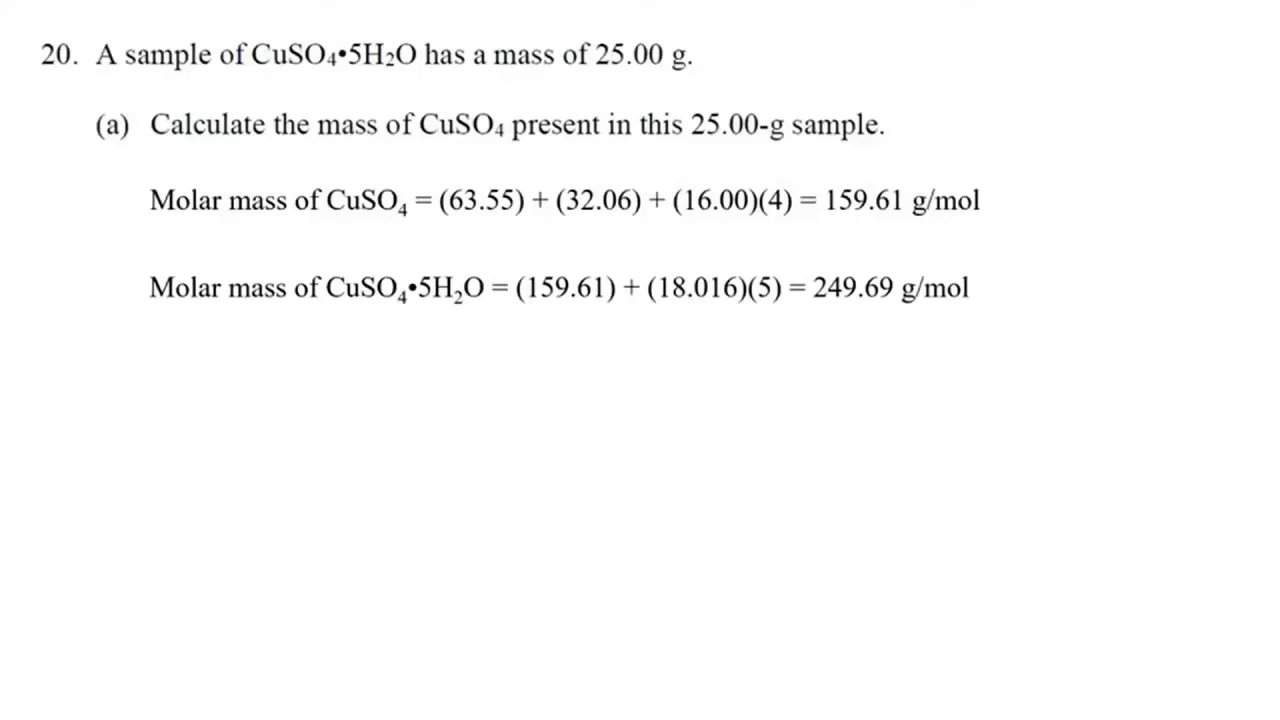 20. A sample of CuSO₄•5H₂O has a mass of 25.00 g.
(a) Calculate the mass of CuSO₄ present in this 25.00-g sample.
Molar mass of CuSO₄ = (63.55) + (32.06) + (16.00)(4) = 159.61 g/mol
Molar mass of CuSO₄•5H₂O = (159.61) + (18.016)(5) = 249.69 g/mol